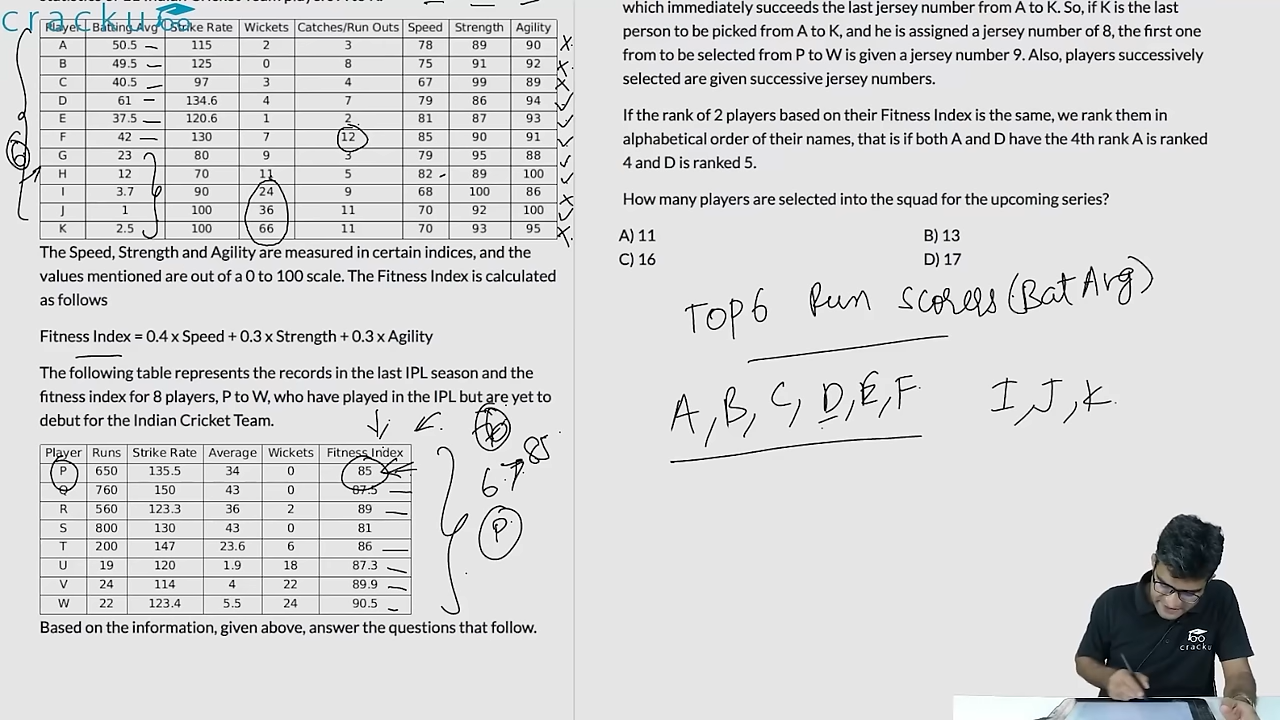 cracku
Player Batting Avg Strike Rate Wickets Catches/Run Outs Speed Strength Agility
A 50.5 115 2 3 78 89 90
B 49.5 125 0 8 75 91 92
C 40.5 97 3 4 67 99 89
D 61 134.6 4 7 79 86 94
E 37.5 120.6 1 2 81 87 93
F 42 130 7 12 85 90 91
G 23 80 9 3 79 95 88
H 12 70 11 5 82 89 100
I 3.7 90 24 9 68 100 86
J 1 100 36 11 70 92 100
K 2.5 100 66 11 70 93 95
The Speed, Strength and Agility are measured in certain indices, and the
values mentioned are out of a 0 to 100 scale. The Fitness Index is calculated
as follows
Fitness Index = 0.4 x Speed + 0.3 x Strength + 0.3 x Agility
The following table represents the records in the last IPL season and the
fitness index for 8 players, P to W, who have played in the IPL but are yet to
debut for the Indian Cricket Team.
Player Runs Strike Rate Average Wickets Fitness Index
P 650 135.5 34 0 85
Q 760 150 43 0 87.5
R 560 123.3 36 2 89
S 800 130 43 0 81
T 200 147 23.6 6 86
U 19 120 1.9 18 87.3
V 24 114 4 22 89.9
W 22 123.4 5.5 24 90.5
6 > 85
P
Based on the information, given above, answer the questions that follow.
which immediately succeeds the last jersey number from A to K. So, if K is the last
person to be picked from A to K, and he is assigned a jersey number of 8, the first one
from to be selected from P to W is given a jersey number 9. Also, players successively
selected are given successive jersey numbers.
If the rank of 2 players based on their Fitness Index is the same, we rank them in
alphabetical order of their names, that is if both A and D have the 4th rank A is ranked
4 and D is ranked 5.
How many players are selected into the squad for the upcoming series?
A) 11 B) 13
C) 16 D) 17
TOP 6 Run Scorers (Bat Avg)
A, B, C, D, E, F I, J, K
cracku